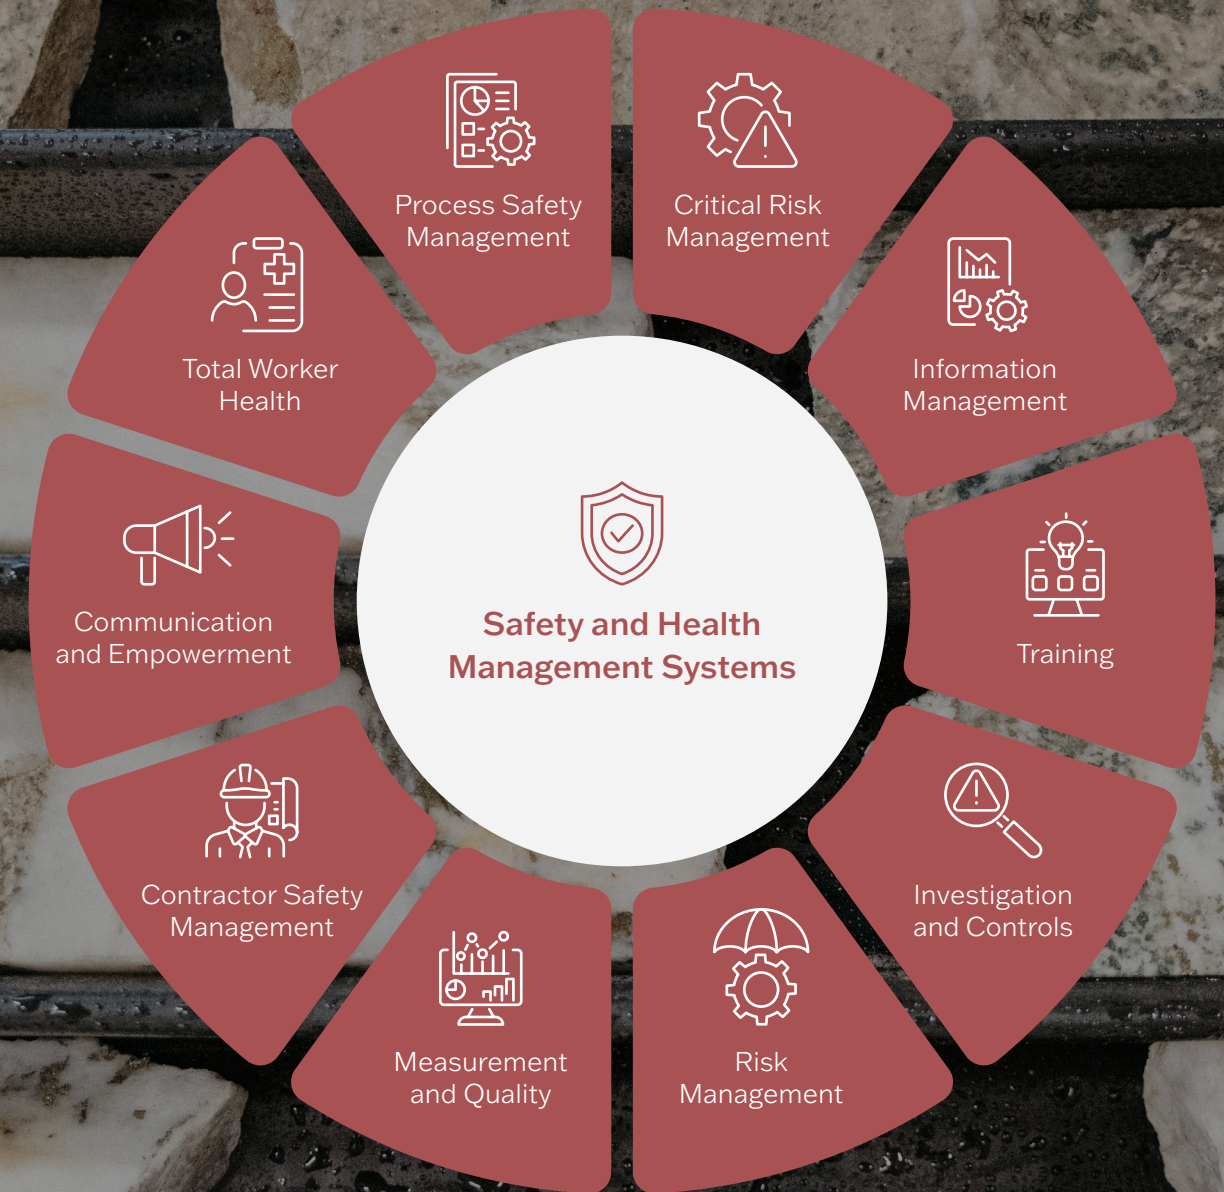 Process Safety
Management
Critical Risk
Management
Information
Management
Training
Investigation
and Controls
Risk
Management
Measurement
and Quality
Contractor Safety
Management
Communication
and Empowerment
Total Worker
Health
Safety and Health
Management Systems